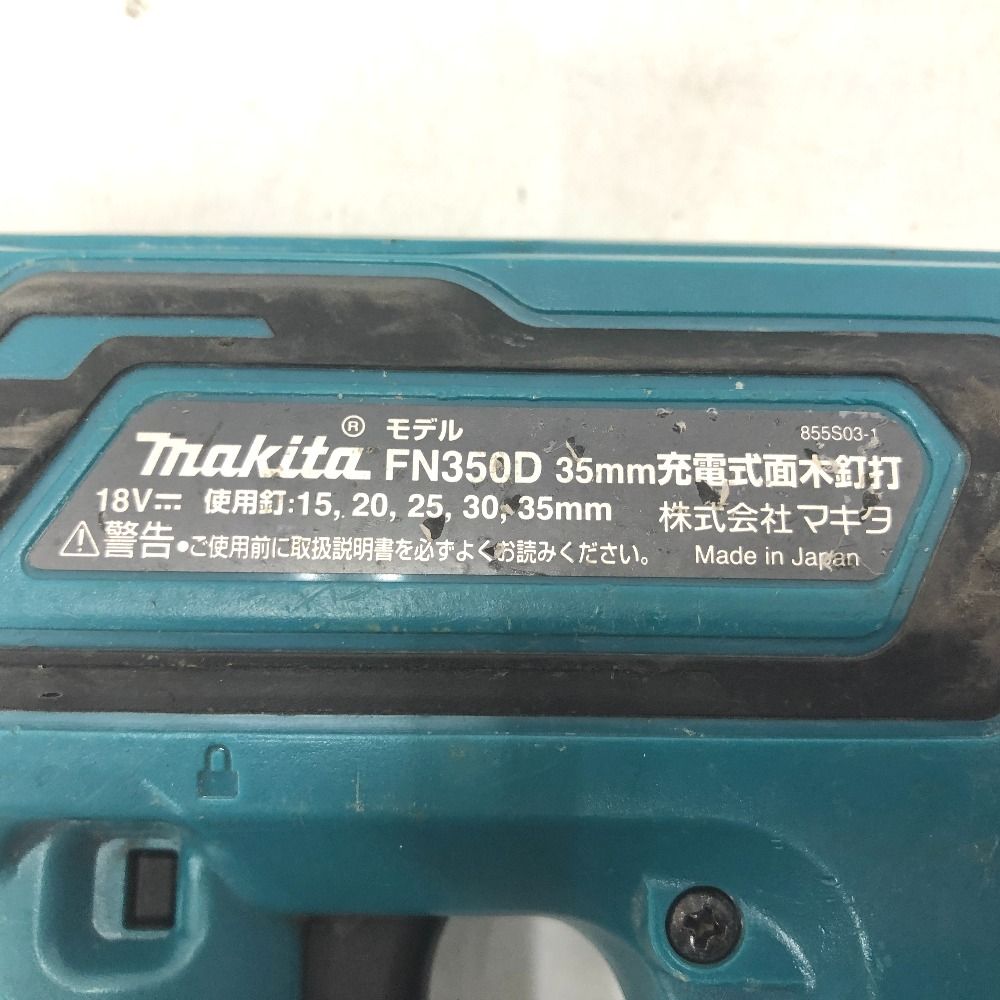 855S03-1
makita® モデル FN350D 35mm充電式面木釘打
18V⎓ 使用釘:15, 20, 25, 30, 35mm 株式会社マキタ
⚠警告 •ご使用前に取扱説明書を必ずよくお読みください。 Made in Japan